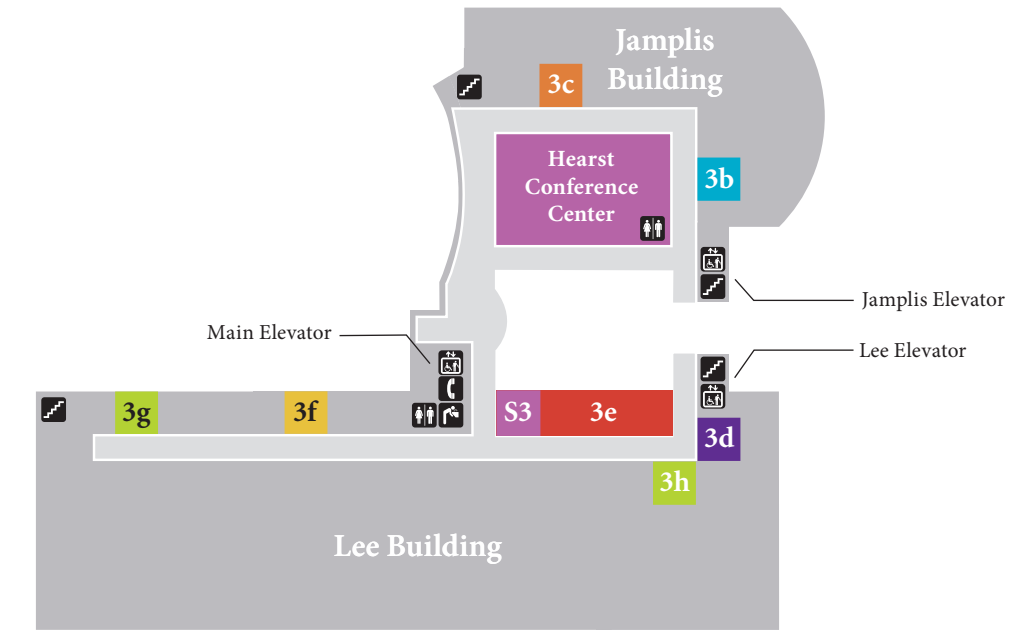 Jamplis
Building
3c
Hearst
Conference
Center
3b
Jamplis Elevator
Main Elevator
Lee Elevator
3g
3f
S3
3e
3d
3h
Lee Building